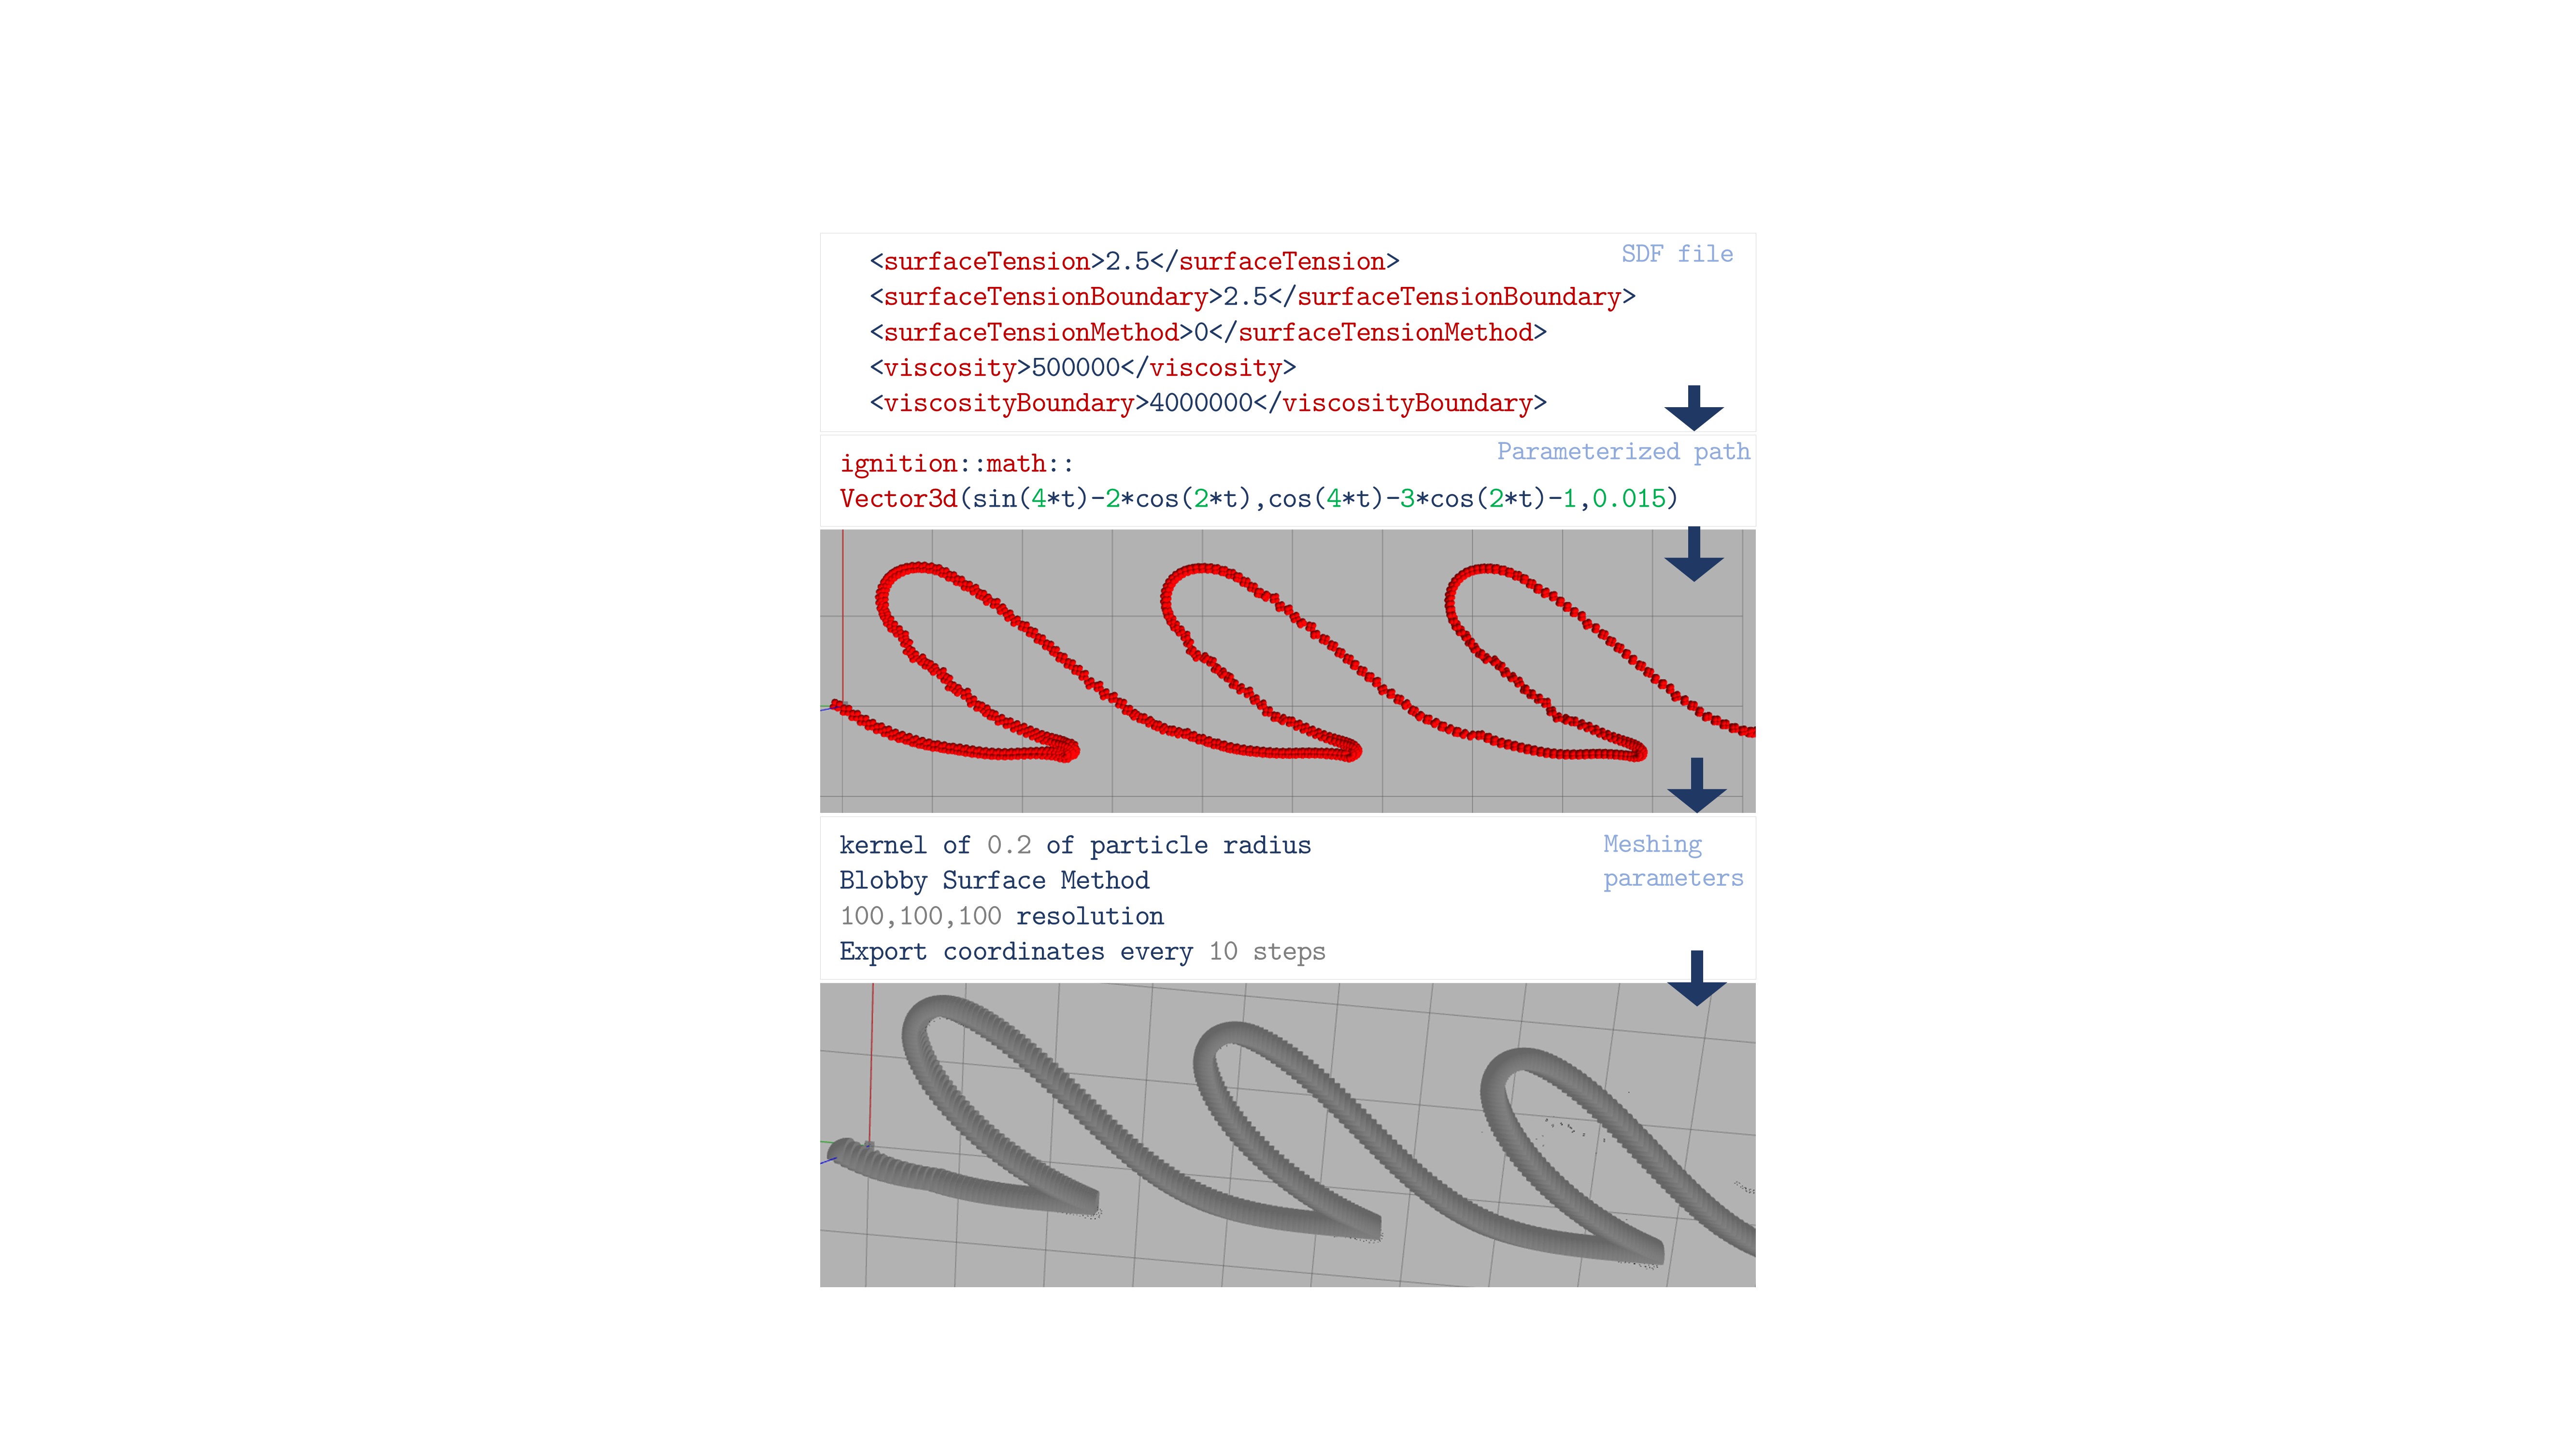 SDF file
<surfaceTension>2.5</surfaceTension>
<surfaceTensionBoundary>2.5</surfaceTensionBoundary>
<surfaceTensionMethod>0</surfaceTensionMethod>
<viscosity>500000</viscosity>
<viscosityBoundary>4000000</viscosityBoundary>
Parameterized path
ignition::math::
Vector3d(sin(4*t)-2*cos(2*t),cos(4*t)-3*cos(2*t)-1,0.015)
Meshing
parameters
kernel of 0.2 of particle radius
Blobby Surface Method
100,100,100 resolution
Export coordinates every 10 steps